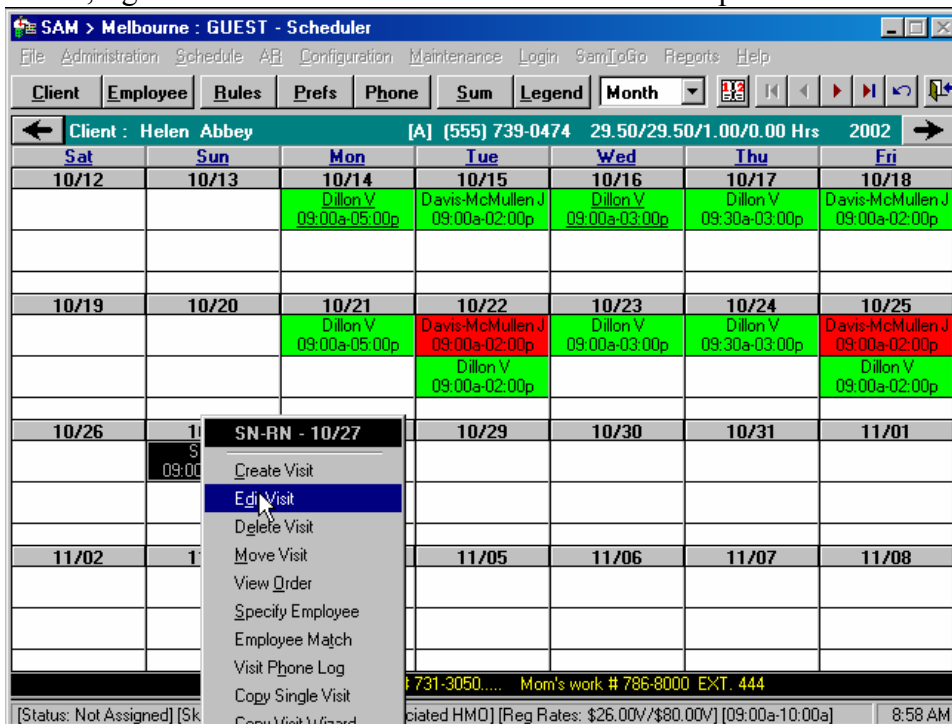 SAM > Melbourne : GUEST - Scheduler
File Administration Schedule AR Configuration Maintenance Login SamToGo Reports Help
Client Employee Rules Prefs Phone Sum Legend Month
Client : Helen Abbey [A] (555) 739-0474 29.50/29.50/1.00/0.00 Hrs 2002
Sat Sun Mon Tue Wed Thu Fri
10/12 10/13 10/14 10/15 10/16 10/17 10/18
Dillon V Davis-McMullen J Dillon V Dillon V Davis-McMullen J
09:00a-05:00p 09:00a-02:00p 09:00a-03:00p 09:30a-03:00p 09:00a-02:00p
10/19 10/20 10/21 10/22 10/23 10/24 10/25
Dillon V Davis-McMullen J Dillon V Dillon V Davis-McMullen J
09:00a-05:00p 09:00a-02:00p 09:00a-03:00p 09:30a-03:00p 09:00a-02:00p
Dillon V Dillon V
09:00a-02:00p 09:00a-02:00p
10/26 10/29 10/30 10/31 11/01
09:00
11/02 11/05 11/06 11/07 11/08
SN-RN - 10/27
Create Visit
Edit Visit
Delete Visit
Move Visit
View Order
Specify Employee
Employee Match
Visit Phone Log
Copy Single Visit
Copy Visit Wizard
# 731-3050..... Mom's work # 786-8000 EXT. 444
[Status: Not Assigned] [Sk ciated HMO] [Reg Rates: $26.00V/$80.00V] [09:00a-10:00a] 8:58 AM